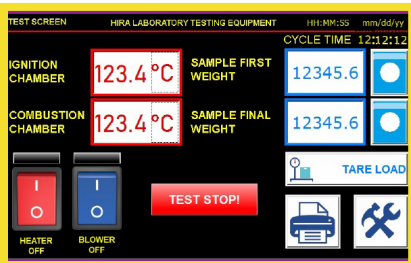 TEST SCREEN HIRA LABORATORY TESTING EQUIPMENT HH:MM:SS mm/dd/yy
CYCLE TIME 12:12:12
IGNITION CHAMBER 123.4 °C SAMPLE FIRST WEIGHT 12345.6
COMBUSTION CHAMBER 123.4 °C SAMPLE FINAL WEIGHT 12345.6
TARE LOAD
TEST STOP!
HEATER OFF
BLOWER OFF